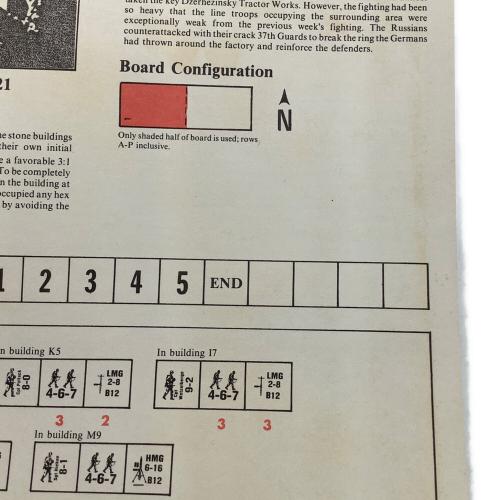 taken the key Dzerhezinsky Tractor Works. However, the fighting had been
so heavy that the line troops occupying the surrounding area were
exceptionally weak from the previous week's fighting. The Russians
counterattacked with their crack 37th Guards to break the ring the Germans
had thrown around the factory and reinforce the defenders.
Board Configuration
21
N
Only shaded half of board is used; rows
A-P inclusive.
stone buildings
their own initial
e a favorable 3:1
To be completely
n the building at
occupied any hex
by avoiding the
1 2 3 4 5 END
In building K5
8-0
4-6-7
LMG
2-8
B12
3 2
In building I7
9-2
4-6-7
LMG
2-8
B12
3 3
In building M9
8-1
4-6-7
HMG
6-16
B12